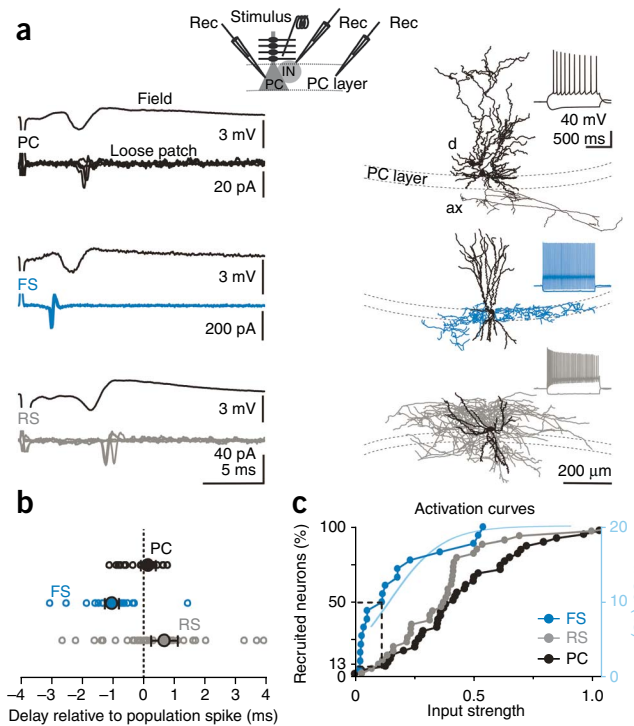 a
Stimulus
Rec
Rec
Rec
IN
PC
PC layer
Field
3 mV
PC
Loose patch
20 pA
3 mV
FS
200 pA
3 mV
RS
40 pA
5 ms
40 mV
500 ms
d
PC layer
ax
200 µm
b
PC
FS
RS
–4 –3 –2 –1 0 1 2 3 4
Delay relative to population spike (ms)
c
Activation curves
Recruited neurons (%)
100
50
13
0
20
10
0
FS
RS
PC
0 0.5 1.0
Input strength